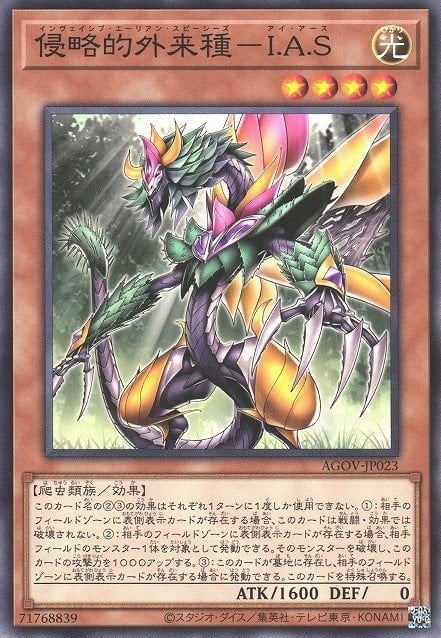 インヴェイシブ・エーリアン・スピーシーズ アイ・アース
侵略的外来種－I.A.S
光
AGOV-JP023
【爬虫類族／効果】
このカード名の②③の効果はそれぞれ１ターンに１度しか使用できない。①：相手の
フィールドゾーンに表側表示カードが存在する場合、このカードは戦闘・効果では
破壊されない。②：相手のフィールドゾーンに表側表示カードが存在する場合、相手
フィールドのモンスター１体を対象として発動できる。そのモンスターを破壊し、この
カードの攻撃力を１０００アップする。③：このカードが墓地に存在し、相手のフィールド
ゾーンに表側表示カードが存在する場合に発動できる。このカードを特殊召喚する。
ATK/1600 DEF/ 0
71768839 ©スタジオ・ダイス／集英社・テレビ東京・KONAMI